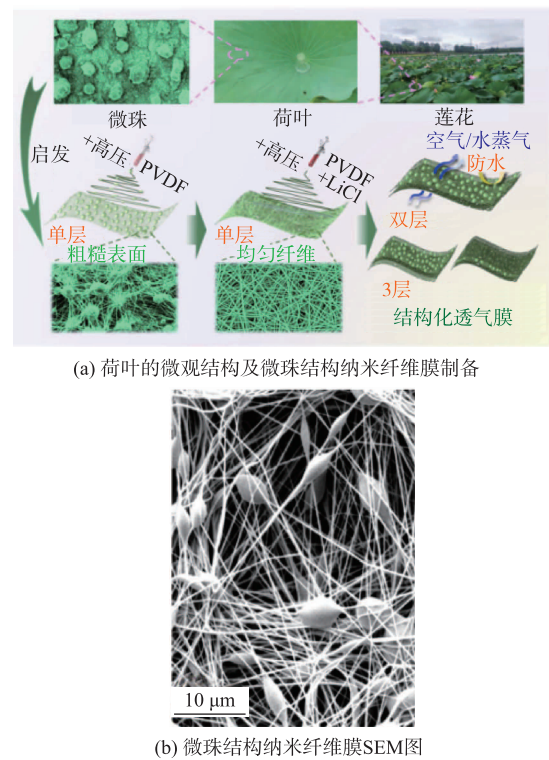 微珠
荷叶
莲花
启发
+高压
PVDF
+高压
PVDF
+LiCl
空气/水蒸气
防水
单层
单层
双层
粗糙表面
均匀纤维
3层
结构化透气膜
(a) 荷叶的微观结构及微珠结构纳米纤维膜制备
10 μm
(b) 微珠结构纳米纤维膜SEM图